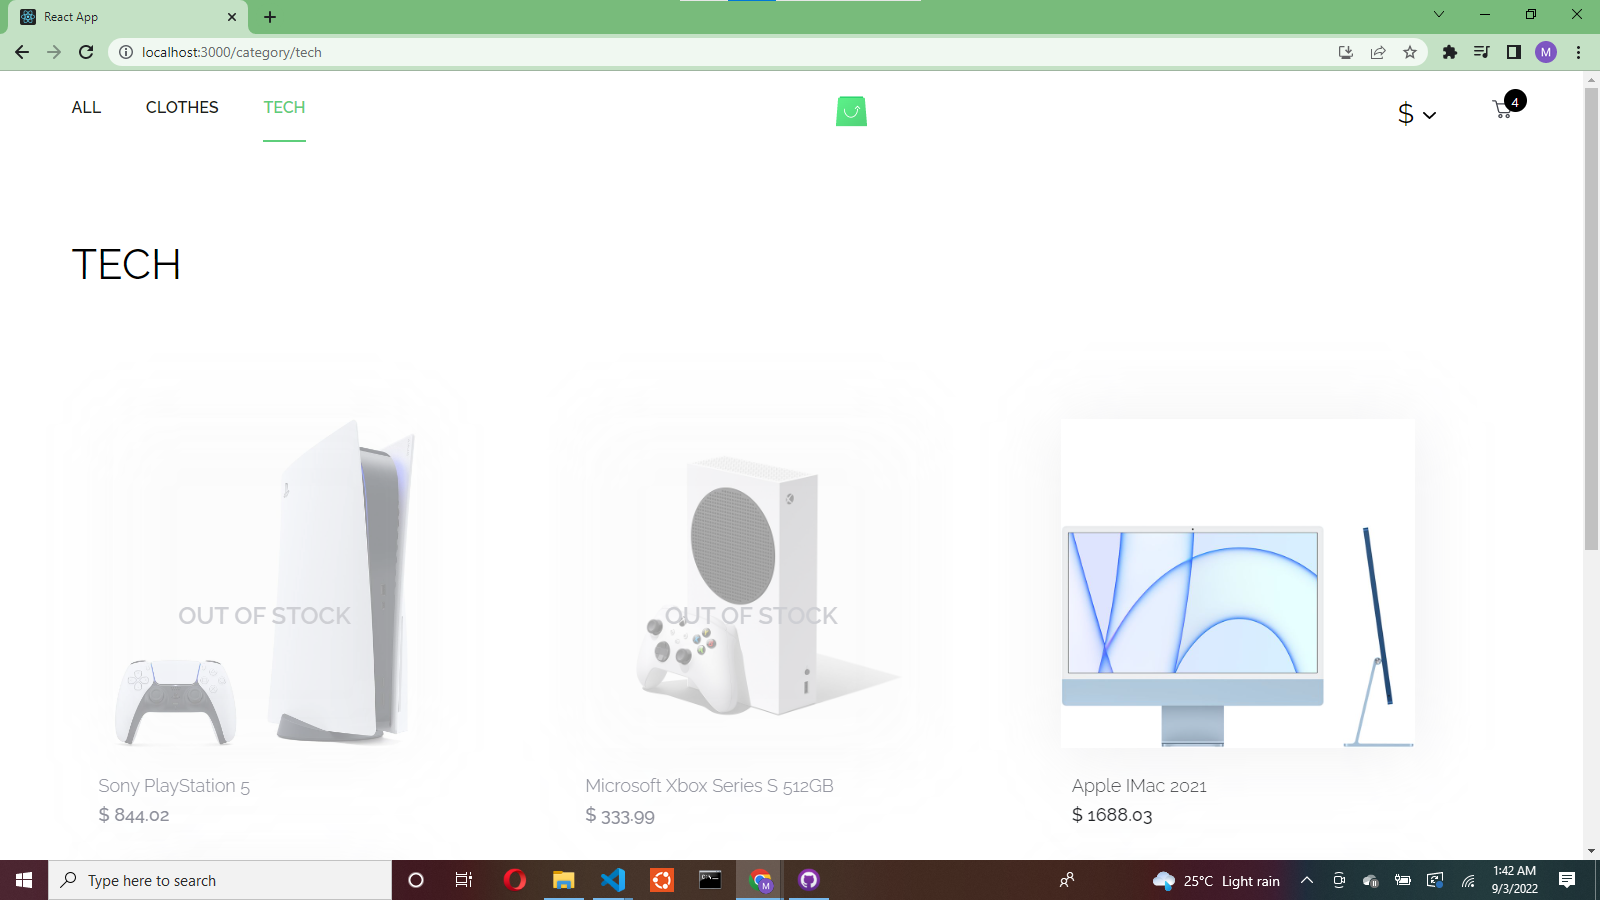 React App
localhost:3000/category/tech
M
ALL CLOTHES TECH
$
4
TECH
OUT OF STOCK
OUT OF STOCK
Sony PlayStation 5
$ 844.02
Microsoft Xbox Series S 512GB
$ 333.99
Apple IMac 2021
$ 1688.03
Type here to search
M
25°C Light rain
1:42 AM
9/3/2022